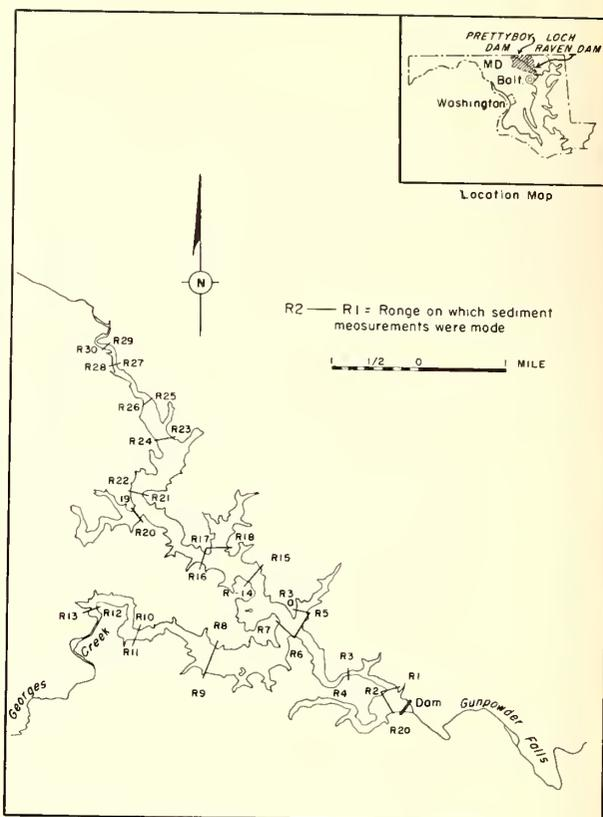 PRETTYBOY LOCH
DAM RAVEN DAM
MD
Balt.
Washington
Location Map
N
R2 — R1 = Ronge on which sediment
meosurements were mode
1 1/2 0 1 MILE
R29
R30
R27
R28
R25
R26
R23
R24
R22
R21
19
R20
R17
R18
R16
R15
R 14
R3
0
R5
R13
R12
R10
R11
R8
R7
R6
R9
R3
R4
R1
R2
Dam
R20
Georges Creek
Gunpowder Falls